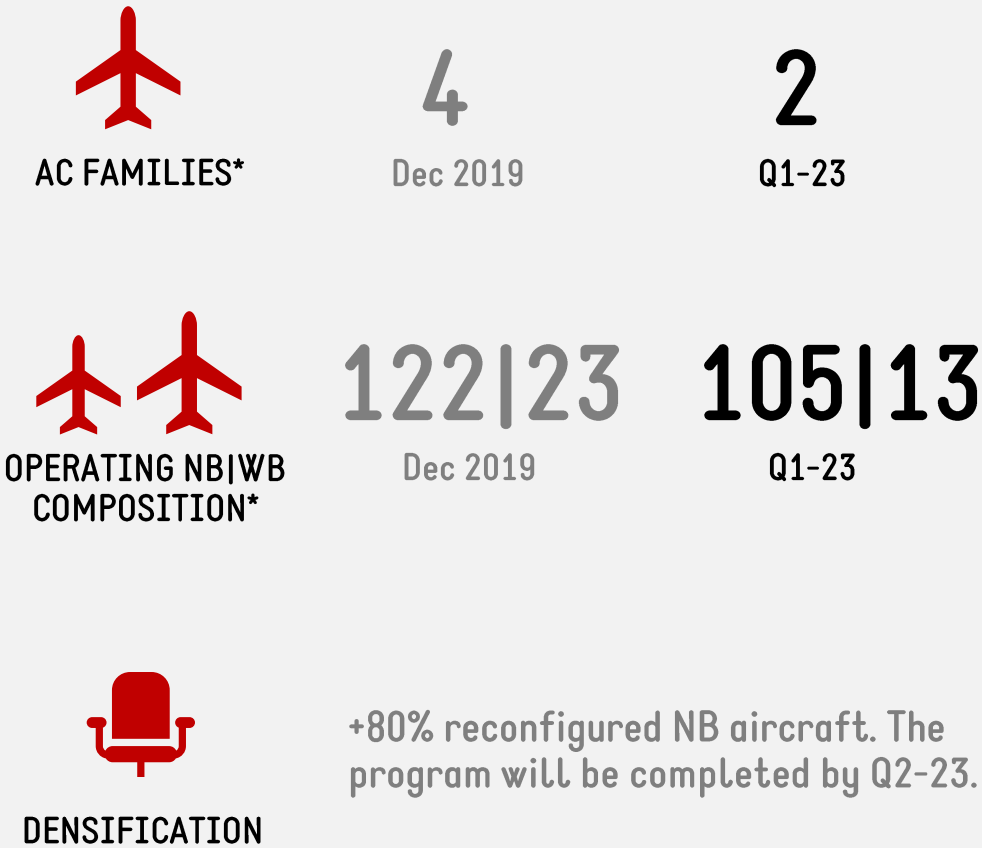 4
2
AC FAMILIES*
Dec 2019
Q1-23
122|23
105|13
OPERATING NB|WB
COMPOSITION*
Dec 2019
Q1-23
+80% reconfigured NB aircraft. The
program will be completed by Q2-23.
DENSIFICATION